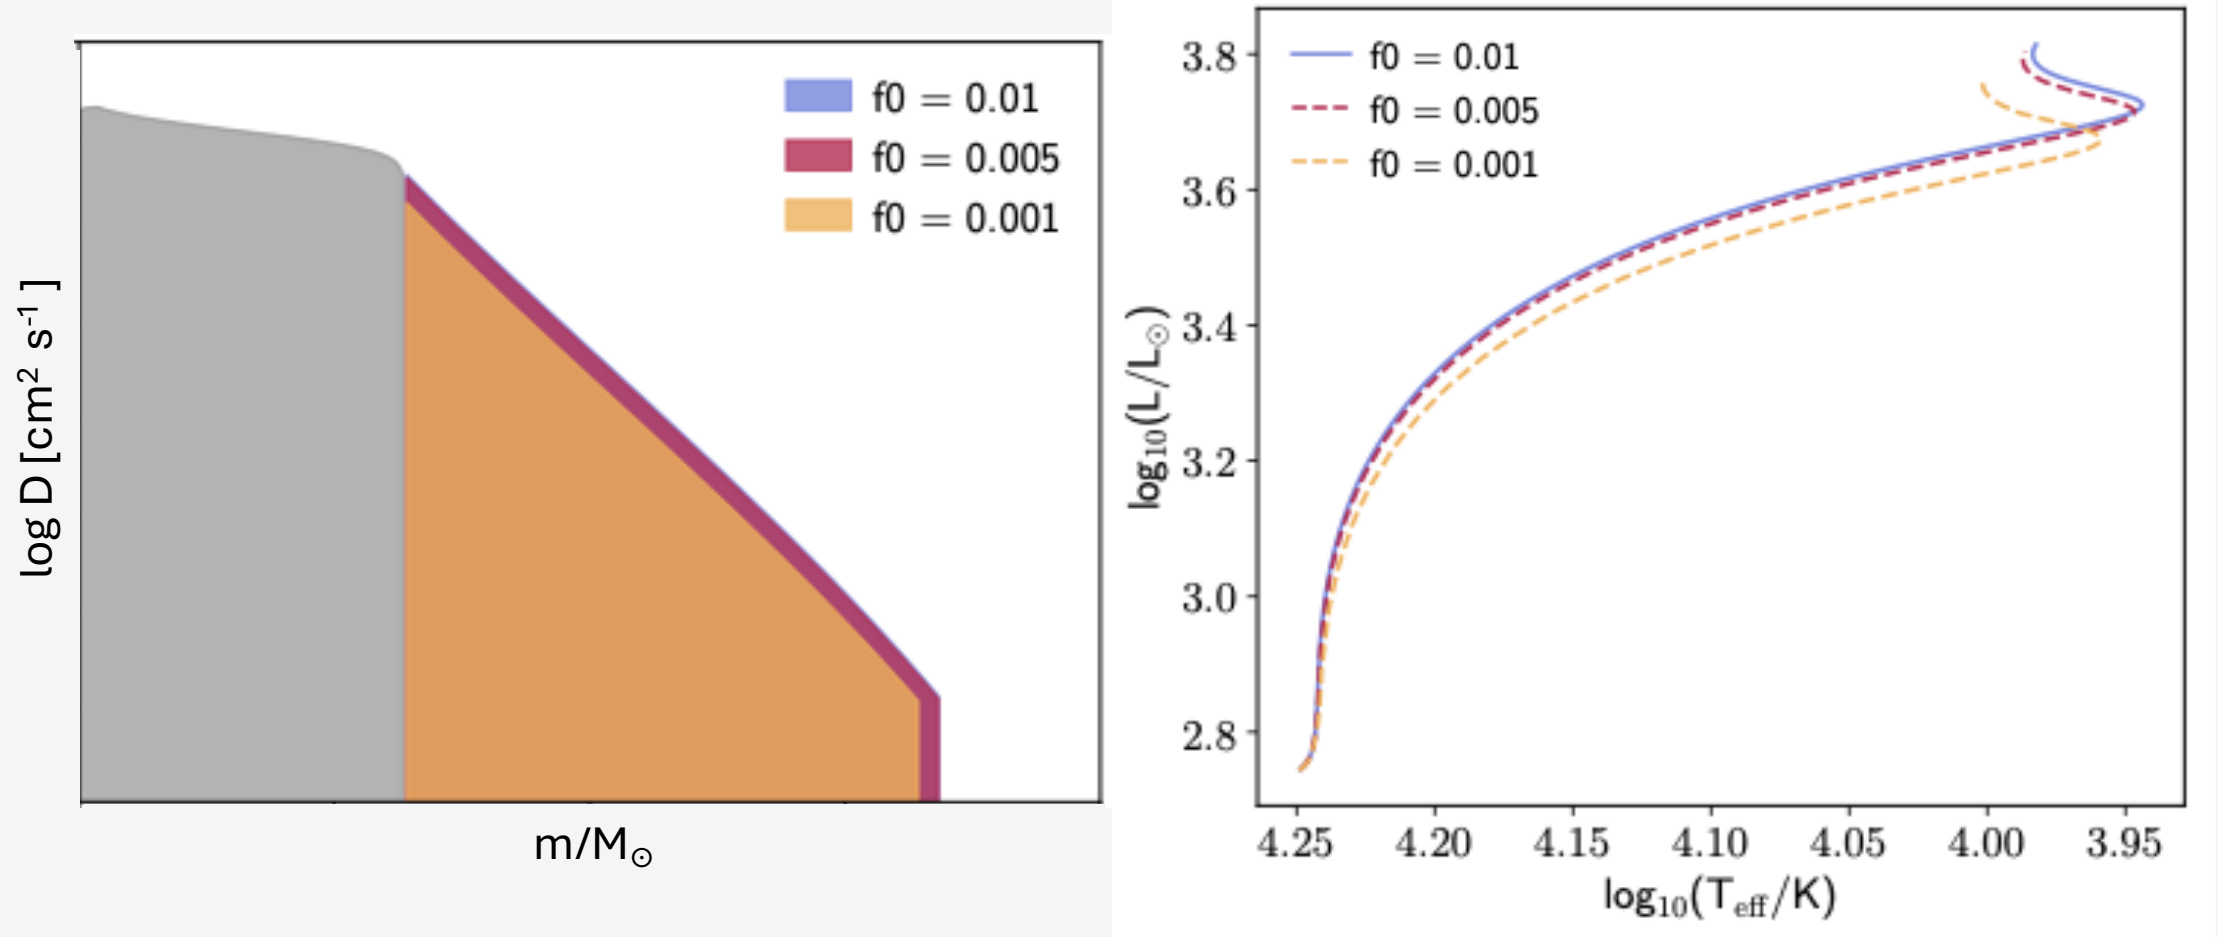 f0 = 0.01
f0 = 0.005
f0 = 0.001
log D [cm² s⁻¹ ]
m/M☉
f0 = 0.01
f0 = 0.005
f0 = 0.001
3.8
3.6
3.4
3.2
3.0
2.8
log₁₀(L/L☉)
4.25 4.20 4.15 4.10 4.05 4.00 3.95
log₁₀(T_eff/K)